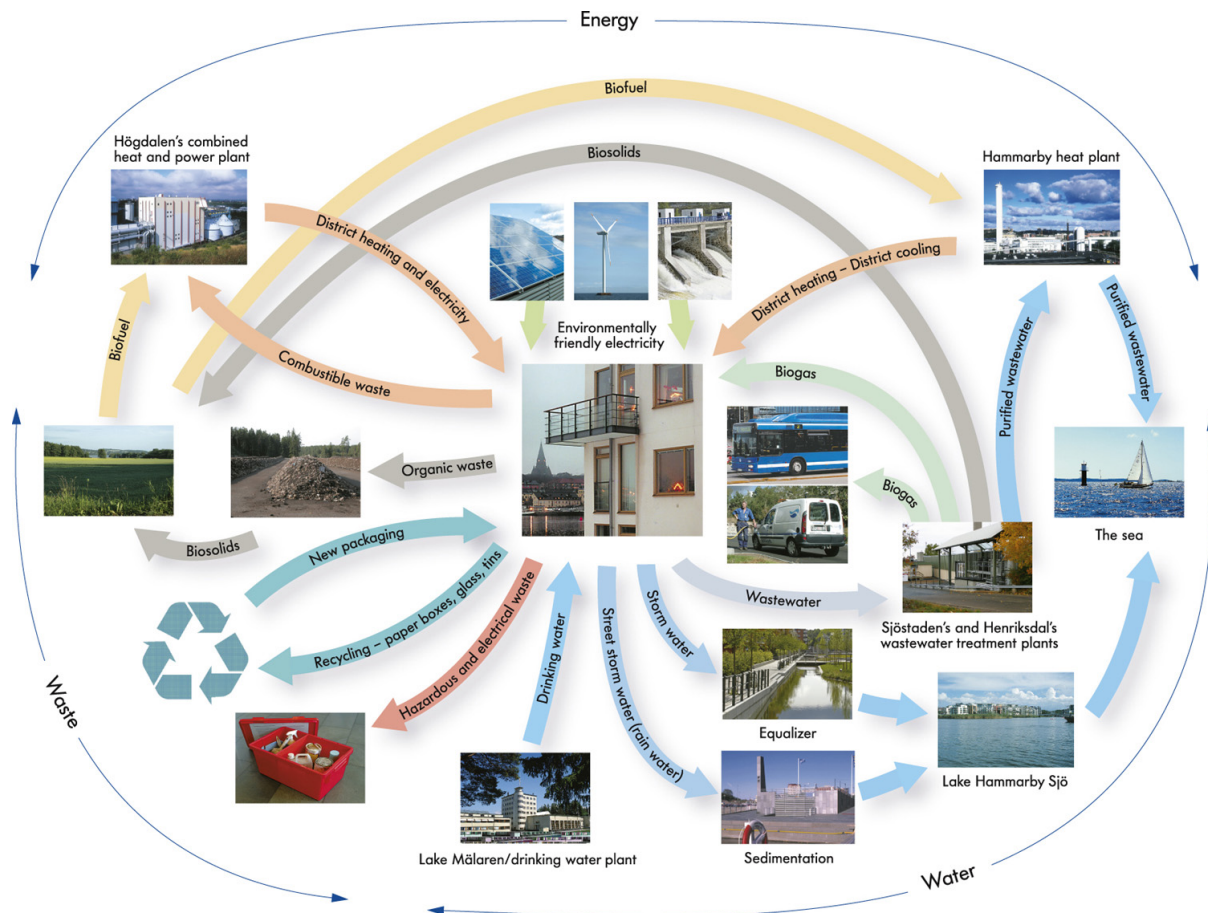 Energy
Biofuel
Högdalen's combined
heat and power plant
Biosolids
Hammarby heat plant
District heating and electricity
District heating – District cooling
Environmentally
friendly electricity
Biofuel
Combustible waste
Biogas
Purified wastewater
Purified wastewater
Organic waste
Biogas
New packaging
Biosolids
The sea
Recycling – paper boxes, glass, tins
Hazardous and electrical waste
Drinking water
Street storm water (rain water)
Storm water
Wastewater
Sjöstaden's and Henriksdal's
wastewater treatment plants
Waste
Equalizer
Lake Hammarby Sjö
Lake Mälaren/drinking water plant
Sedimentation
Water